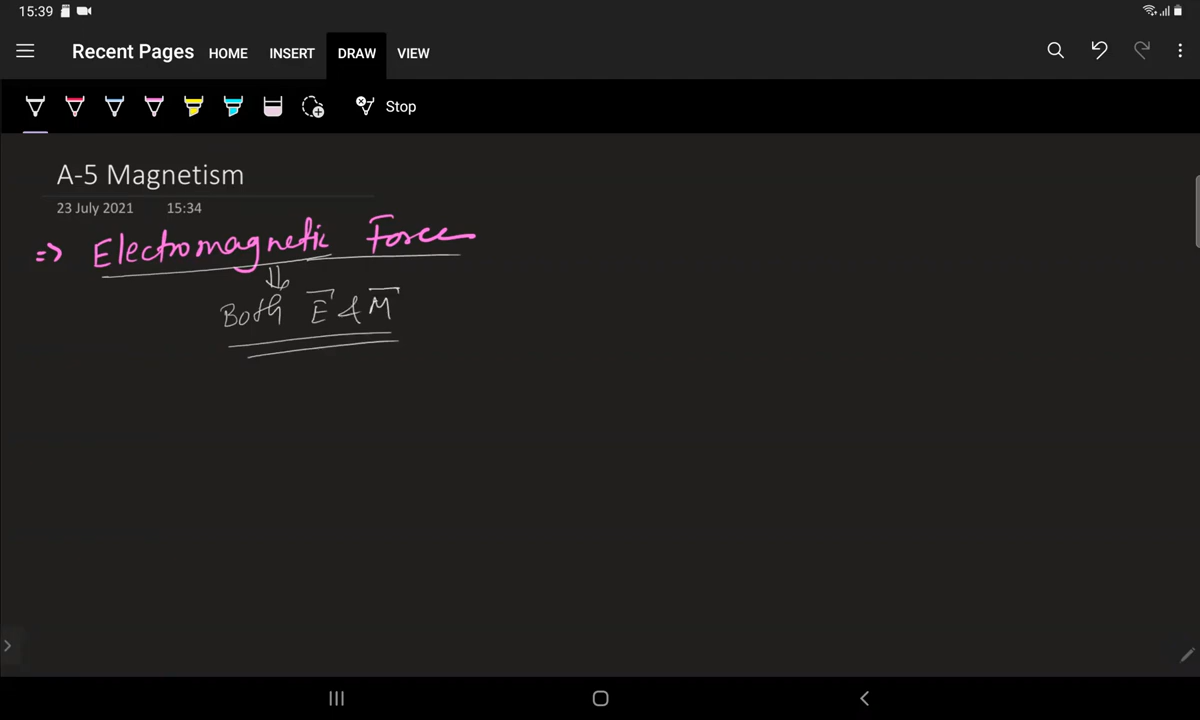 15:39
Recent Pages HOME INSERT DRAW VIEW
Stop
A-5 Magnetism
23 July 2021 15:34
=> Electromagnetic Force
⇓
Both E⃗ & M⃗